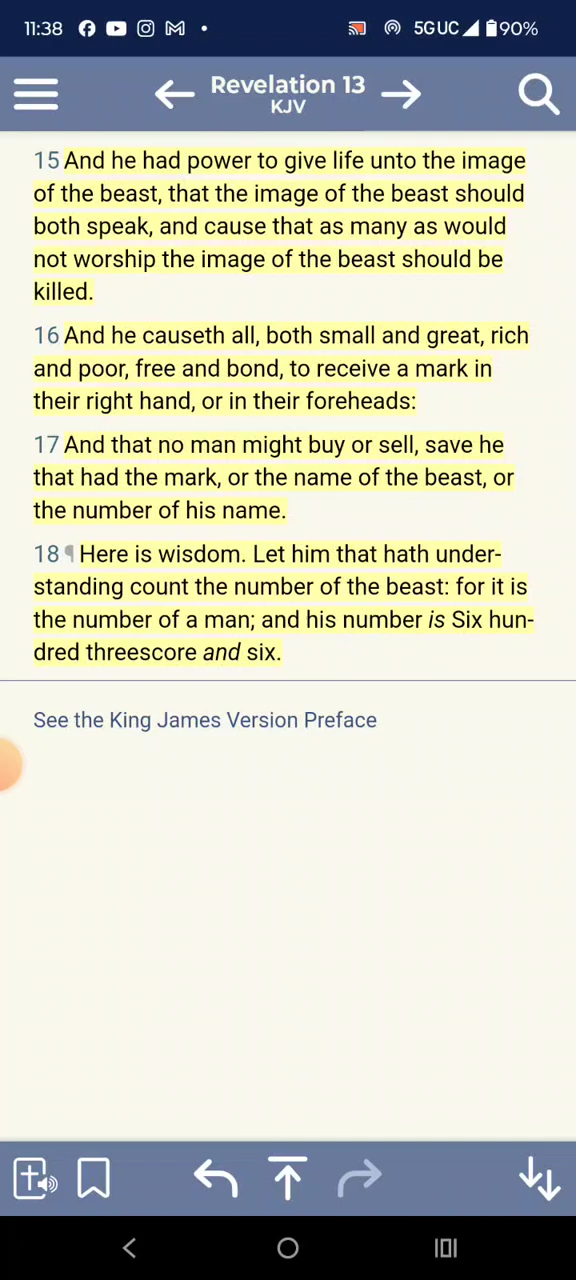 11:38 5GUC 90%
Revelation 13
KJV
15 And he had power to give life unto the image
of the beast, that the image of the beast should
both speak, and cause that as many as would
not worship the image of the beast should be
killed.
16 And he causeth all, both small and great, rich
and poor, free and bond, to receive a mark in
their right hand, or in their foreheads:
17 And that no man might buy or sell, save he
that had the mark, or the name of the beast, or
the number of his name.
18 ¶ Here is wisdom. Let him that hath under-
standing count the number of the beast: for it is
the number of a man; and his number is Six hun-
dred threescore and six.
See the King James Version Preface